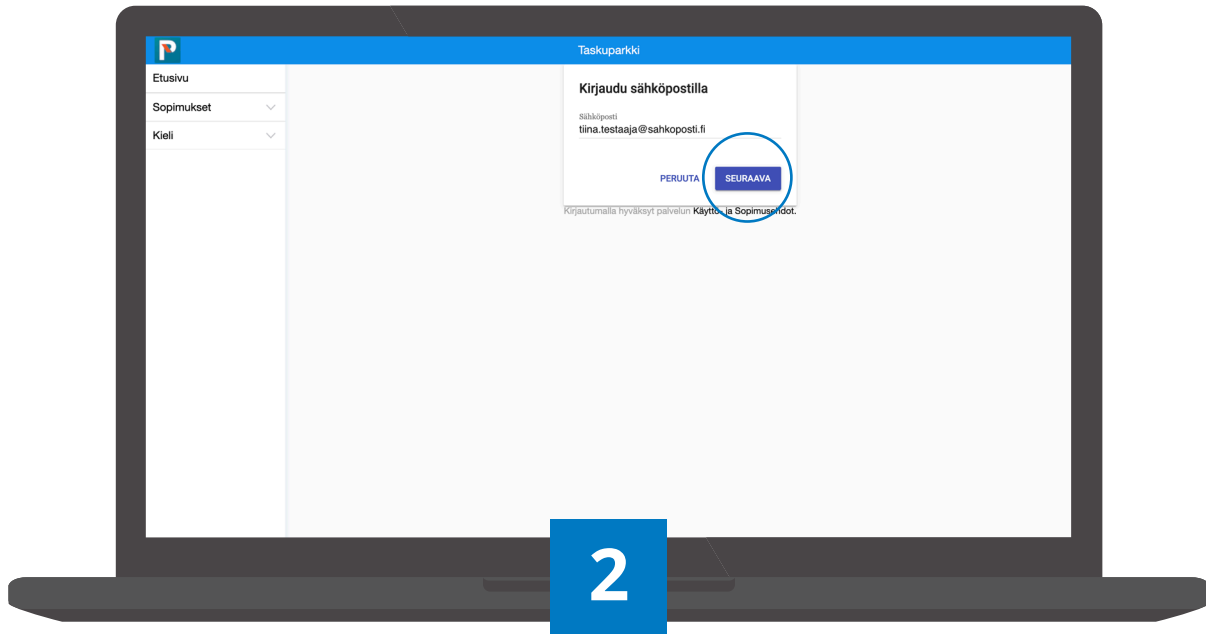 P
Taskuparkki
Etusivu
Sopimukset
Kieli
Kirjaudu sähköpostilla
Sähköposti
tiina.testaaja@sahkoposti.fi
PERUUTA SEURAAVA
Kirjautumalla hyväksyt palvelun Käyttö- ja Sopimusehdot.
2